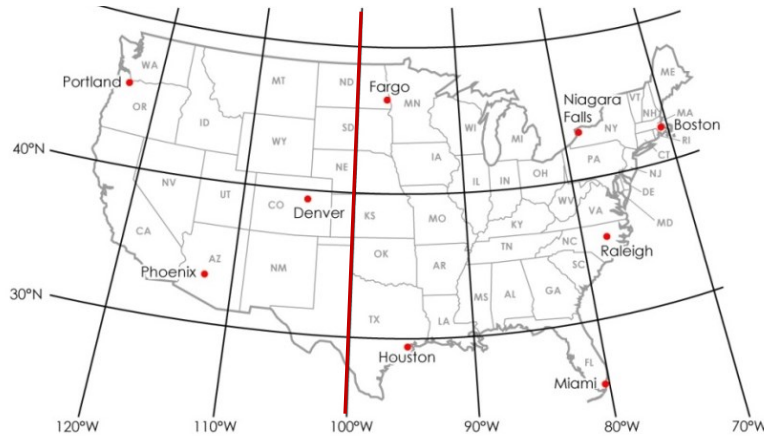 WA
ME
Portland
MT
ND
Fargo
MN
VT
NH
MA
OR
Niagara
Falls
Boston
ID
SD
WI
MI
NY
RI
WY
40°N
IA
PA
CT
NE
OH
NJ
IL
IN
NV
UT
CO
Denver
KS
MO
WV
VA
DE
MD
KY
CA
AZ
NM
OK
AR
TN
NC
Raleigh
Phoenix
SC
30°N
MS
AL
GA
TX
LA
Houston
FL
Miami
120°W
110°W
100°W
90°W
80°W
70°W